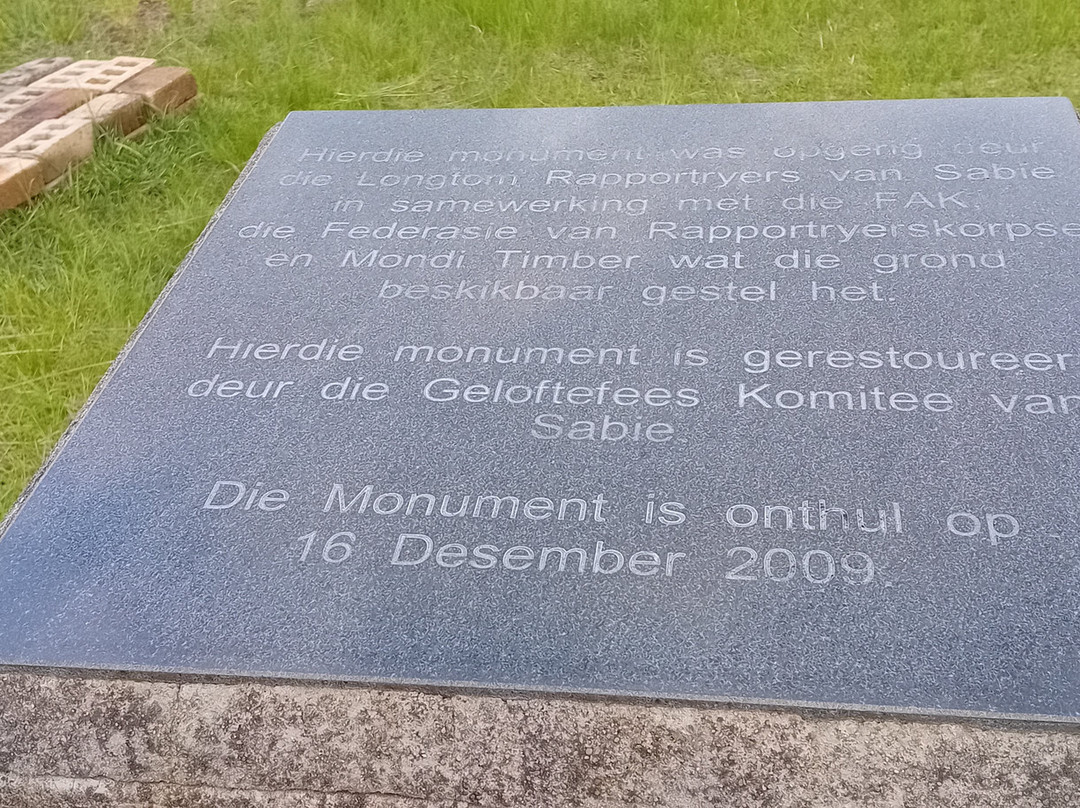 Hierdie monument was opgerig deur
die Longtom Rapportryers van Sabie
in samewerking met die FAK,
die Federasie van Rapportryerskorpse
en Mondi Timber wat die grond
beskikbaar gestel het.
Hierdie monument is gerestoureer
deur die Geloftefees Komitee van
Sabie.
Die Monument is onthul op
16 Desember 2009.